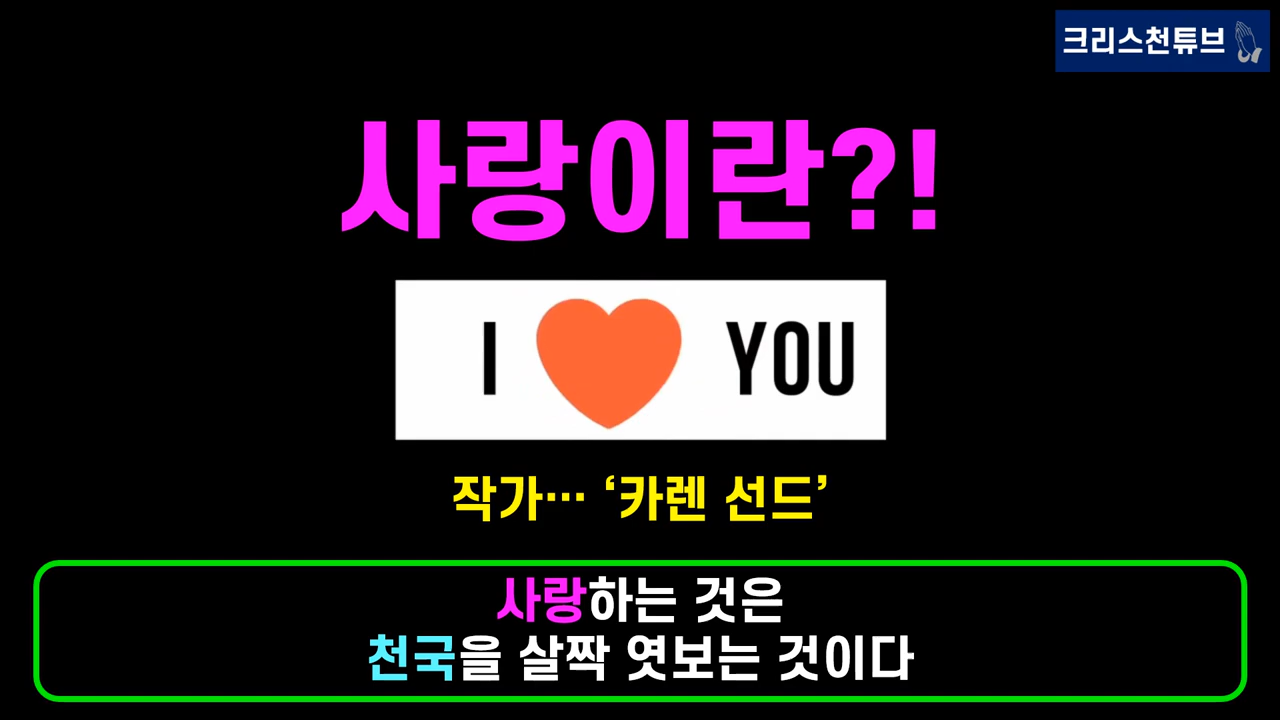 크리스천튜브
사랑이란?!
I YOU
작가… ‘카렌 선드’
사랑하는 것은
천국을 살짝 엿보는 것이다